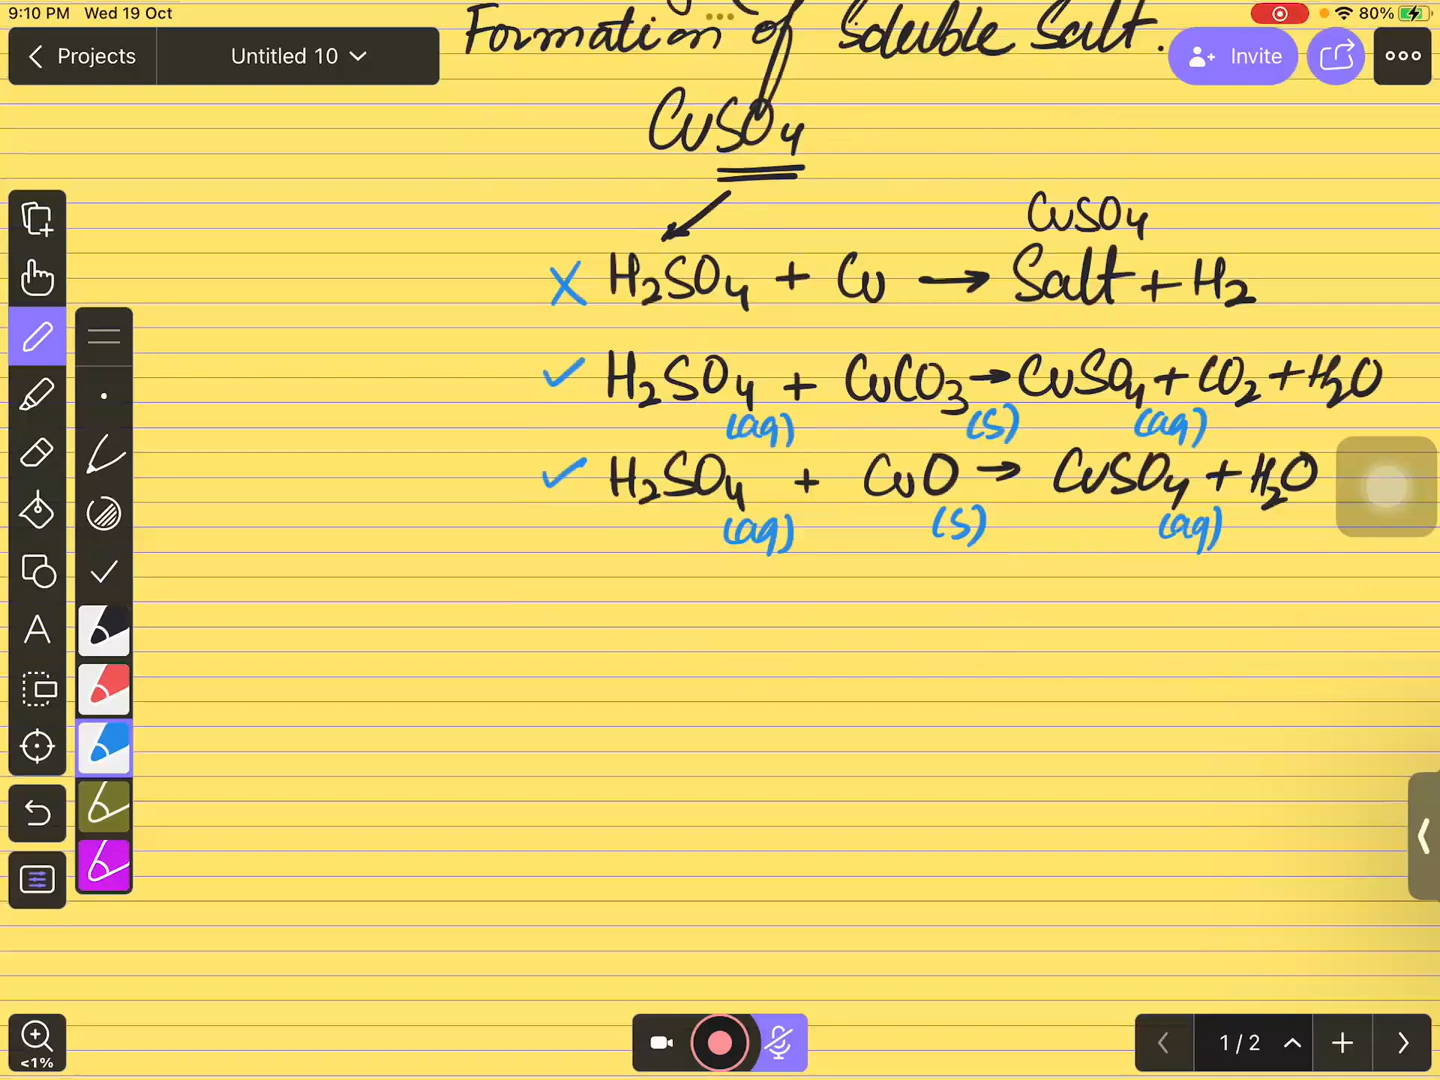 9:10 PM Wed 19 Oct
80%
Projects
Untitled 10
Invite
Formation of Soluble Salt.
CuSO4
CuSO4
X H2SO4 + Cu → Salt + H2
✓ H2SO4 + CuCO3 → CuSO4 + CO2 + H2O
(aq) (s) (aq)
✓ H2SO4 + CuO → CuSO4 + H2O
(aq) (s) (aq)
A
<1%
1 / 2